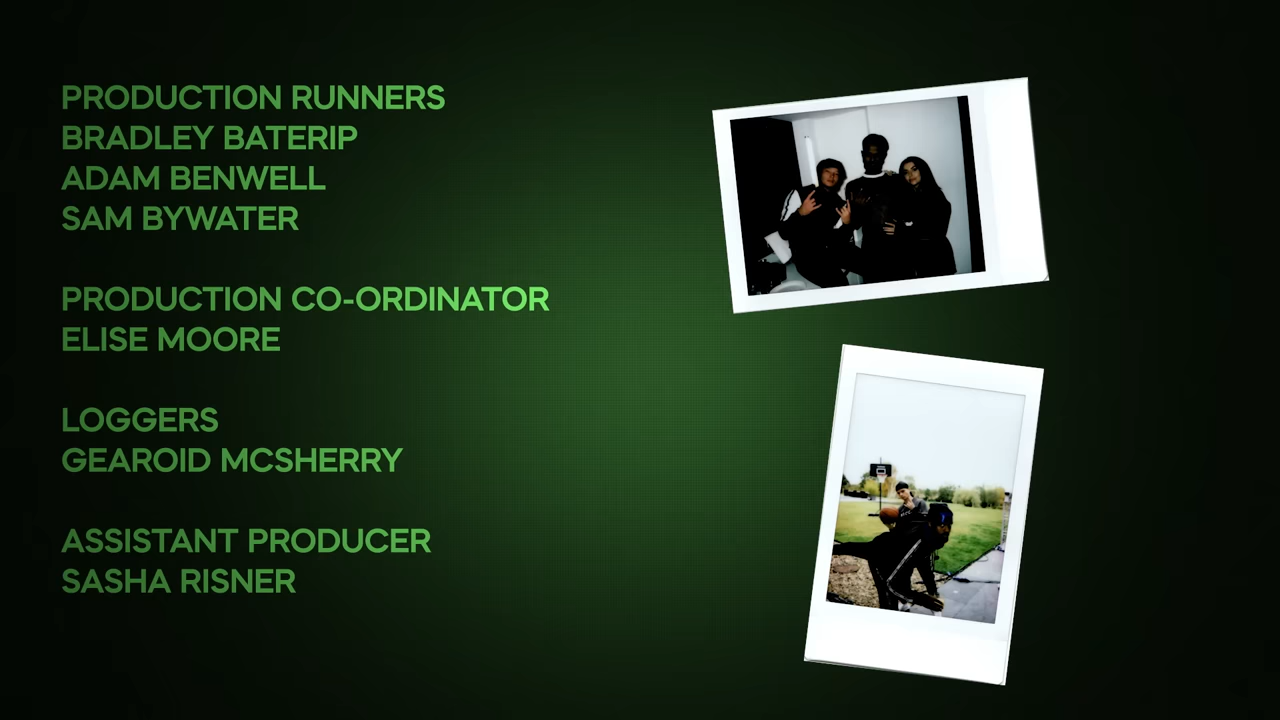 PRODUCTION RUNNERS
BRADLEY BATERIP
ADAM BENWELL
SAM BYWATER
PRODUCTION CO-ORDINATOR
ELISE MOORE
LOGGERS
GEAROID MCSHERRY
ASSISTANT PRODUCER
SASHA RISNER